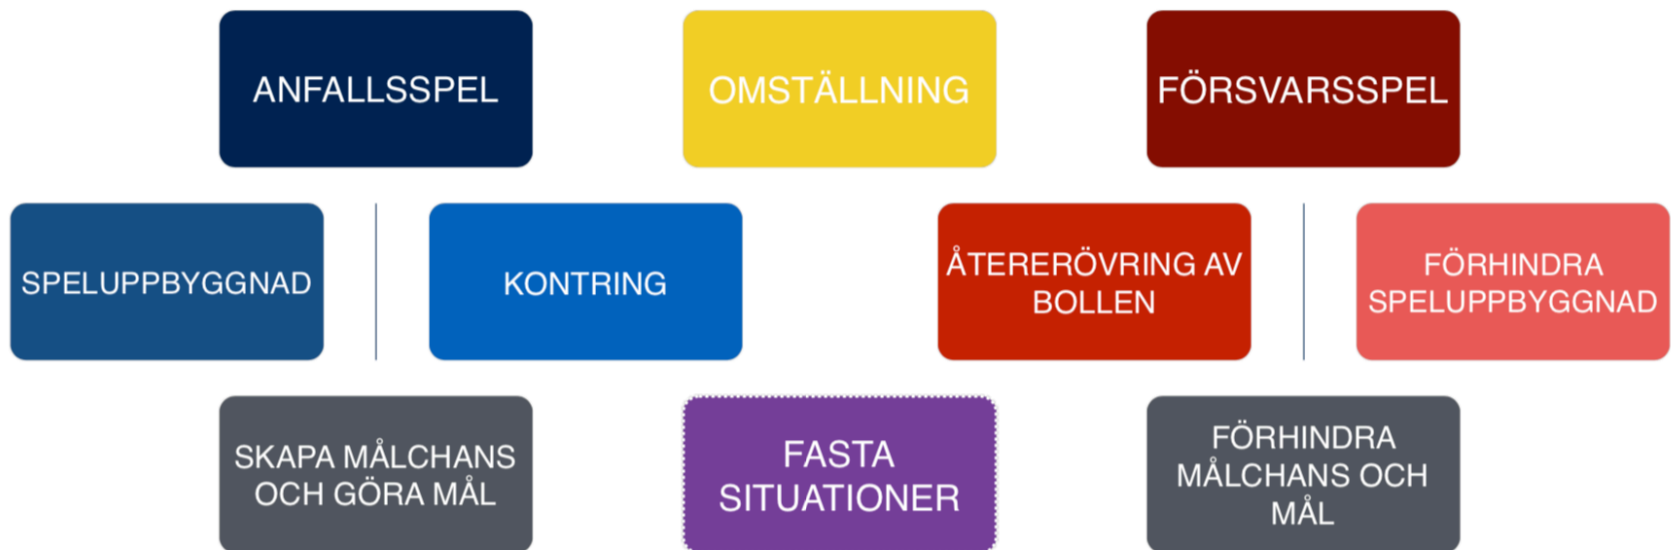 ANFALLSSPEL
OMSTÄLLNING
FÖRSVARSSPEL
SPELUPPBYGGNAD
KONTRING
ÅTERERÖVRING AV
BOLLEN
FÖRHINDRA
SPELUPPBYGGNAD
SKAPA MÅLCHANS
OCH GÖRA MÅL
FASTA
SITUATIONER
FÖRHINDRA
MÅLCHANS OCH
MÅL